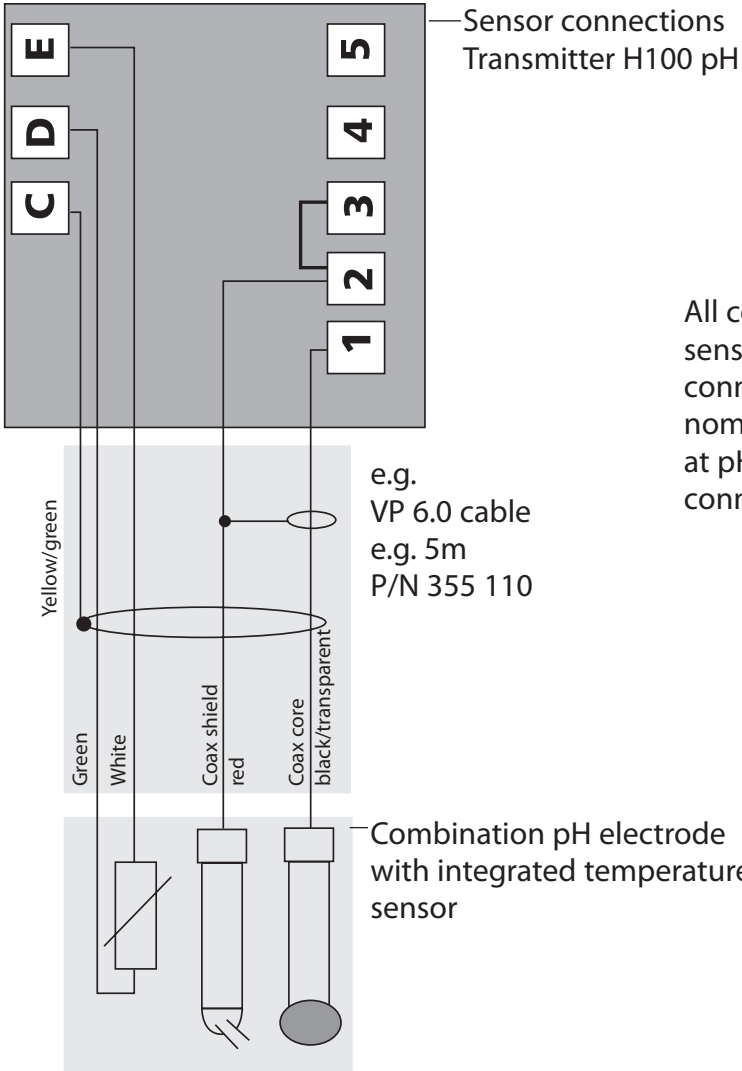 Sensor connections
Transmitter H100 pH
E
D
C
5
4
3
2
1
All c
sens
conn
nom
at pH
conn
e.g.
VP 6.0 cable
e.g. 5m
P/N 355 110
Yellow/green
Green
White
Coax shield
red
Coax core
black/transparent
Combination pH electrode
with integrated temperature
sensor